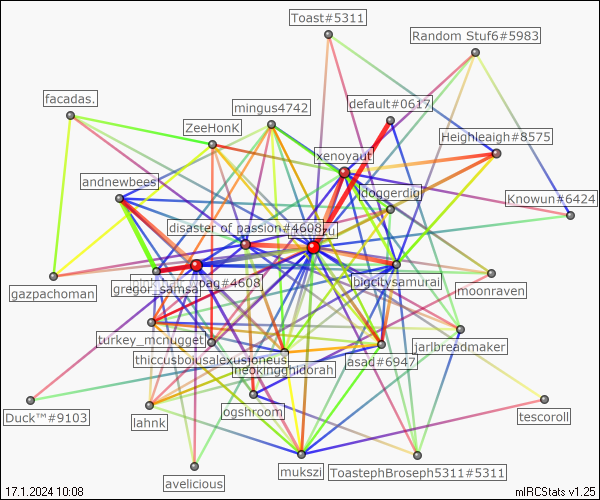 Toast#5311
Random Stuf6#5983
facadas.
mingus4742
default#0617
ZeeHonK
Heighleaigh#8575
xenoyaut
andnewbees
doggerdig
Knowun#6424
disaster of passion#4608
zu
gregor_samsa
pag#4608
bigcitysamurai
moonraven
gazpachoman
turkey_mcnugget
jarlbreadmaker
thiccusboiusalexusjoneus
neokingghidorah
asad#6947
Duck™#9103
lahnk
ogshroom
tescoroll
avelicious
mukszi
ToastephBroseph5311#5311
17.1.2024 10:08
mIRCStats v1.25